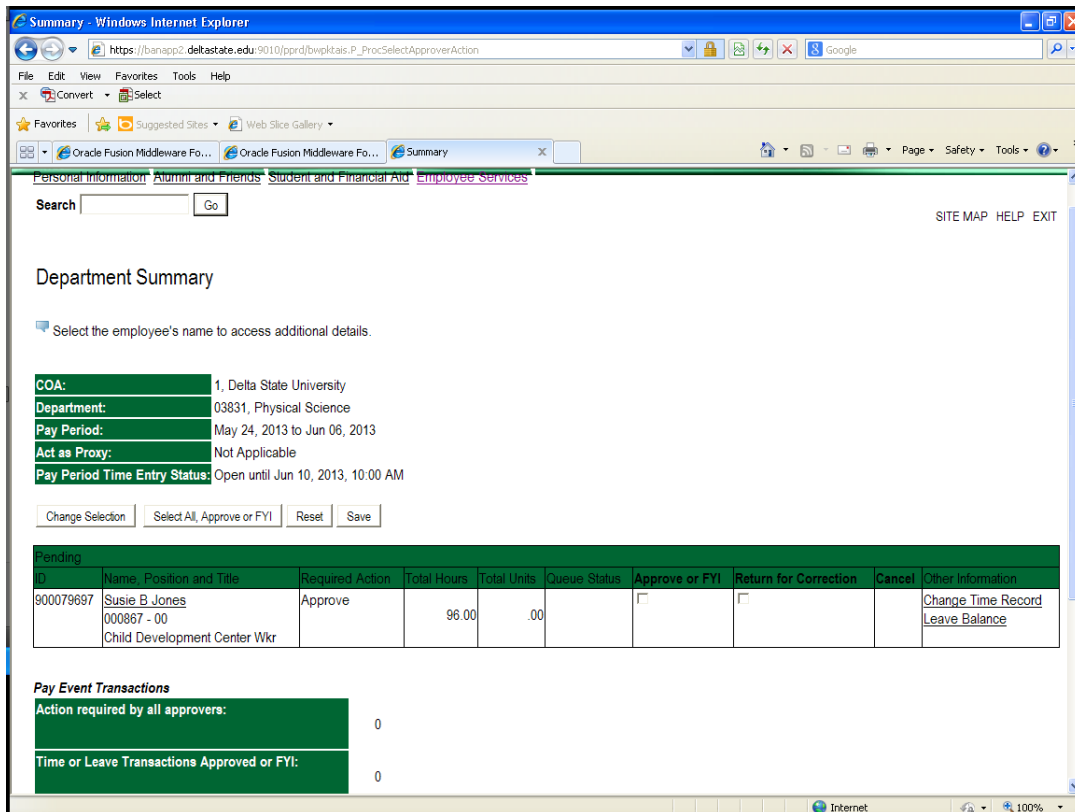 Summary - Windows Internet Explorer
https://banapp2.deltastate.edu:9010/pprd/bwpktais.P_ProcSelectApproverAction
Google
File Edit View Favorites Tools Help
x Convert Select
Favorites Suggested Sites Web Slice Gallery
Oracle Fusion Middleware Fo... Oracle Fusion Middleware Fo... Summary x Page Safety Tools
Personal Information Alumni and Friends Student and Financial Aid Employee Services
Search Go
SITE MAP HELP EXIT
Department Summary
Select the employee's name to access additional details.
COA: 1, Delta State University
Department: 03831, Physical Science
Pay Period: May 24, 2013 to Jun 06, 2013
Act as Proxy: Not Applicable
Pay Period Time Entry Status: Open until Jun 10, 2013, 10:00 AM
Change Selection Select All, Approve or FYI Reset Save
Pending
ID Name, Position and Title Required Action Total Hours Total Units Queue Status Approve or FYI Return for Correction Cancel Other Information
900079697 Susie B Jones Approve 96.00 .00 Change Time Record
000867 - 00 Leave Balance
Child Development Center Wkr
Pay Event Transactions
Action required by all approvers: 0
Time or Leave Transactions Approved or FYI: 0
Internet 100%